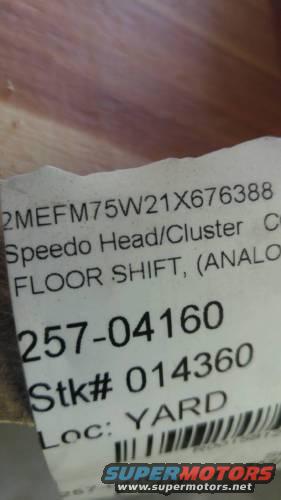 2MEFM75W21X676388
Speedo Head/Cluster
FLOOR SHIFT, (ANALO
257-04160
Stk# 014360
Loc: YARD
SUPERMOTORS
www.supermotors.net